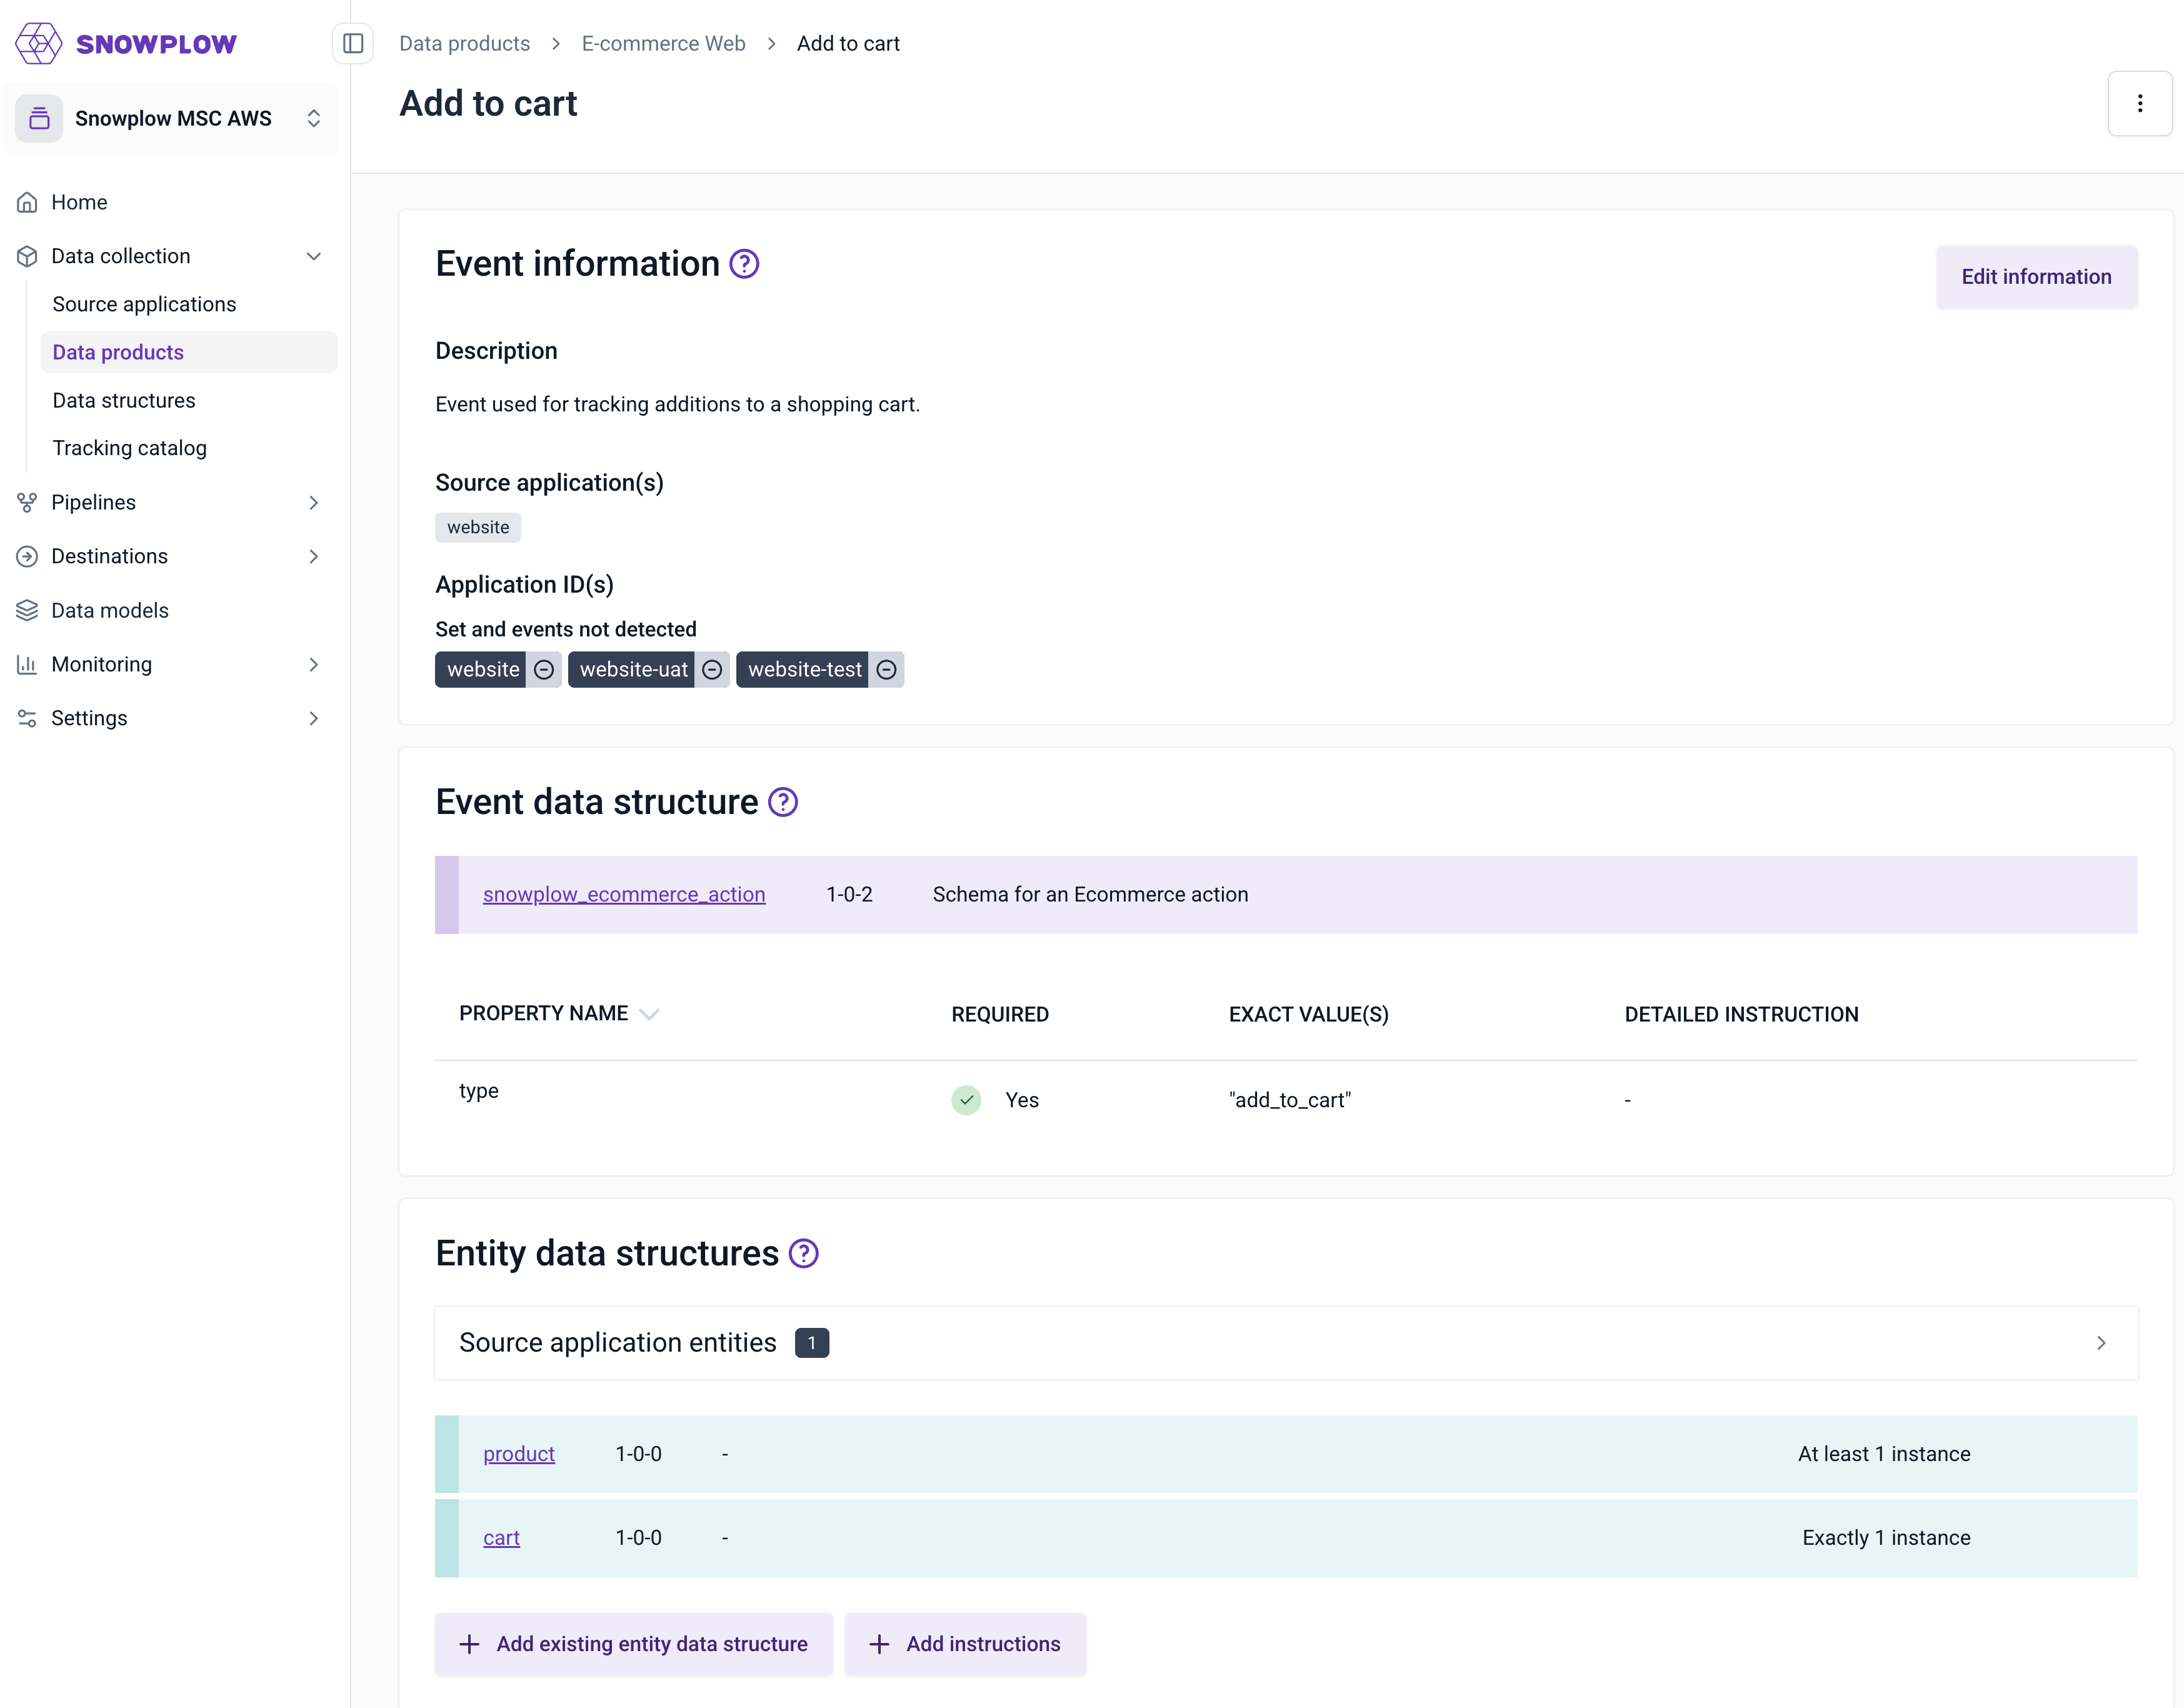 SNOWPLOW
Snowplow MSC AWS
Home
Data collection
Source applications
Data products
Data structures
Tracking catalog
Pipelines
Destinations
Data models
Monitoring
Settings
Data products > E-commerce Web > Add to cart
Add to cart
Event information
Edit information
Description
Event used for tracking additions to a shopping cart.
Source application(s)
website
Application ID(s)
Set and events not detected
website website-uat website-test
Event data structure
snowplow_ecommerce_action 1-0-2 Schema for an Ecommerce action
PROPERTY NAME REQUIRED EXACT VALUE(S) DETAILED INSTRUCTION
type Yes "add_to_cart" -
Entity data structures
Source application entities 1
product 1-0-0 - At least 1 instance
cart 1-0-0 - Exactly 1 instance
+ Add existing entity data structure + Add instructions